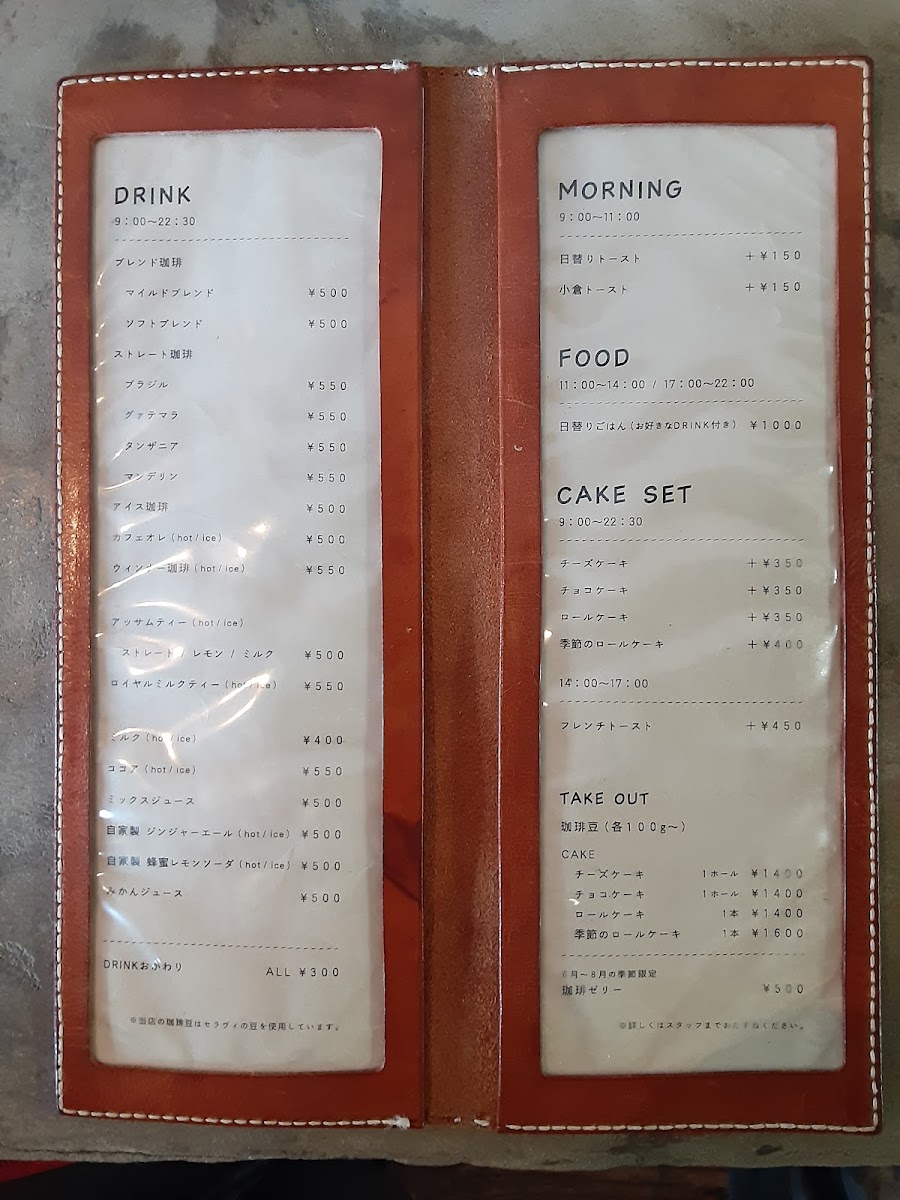 DRINK
9:00〜22:30
ブレンド珈琲
マイルドブレンド ¥500
ソフトブレンド ¥500
ストレート珈琲
ブラジル ¥550
グァテマラ ¥550
タンザニア ¥550
マンデリン ¥550
アイス珈琲 ¥500
カフェオレ(hot/ice) ¥500
ウィンナー珈琲(hot/ice) ¥550
アッサムティー(hot/ice)
ストレート / レモン / ミルク ¥500
ロイヤルミルクティー(hot/ice) ¥550
ミルク(hot/ice) ¥400
ココア(hot/ice) ¥550
ミックスジュース ¥500
自家製 ジンジャーエール(hot/ice) ¥500
自家製 蜂蜜レモンソーダ(hot/ice) ¥500
みかんジュース ¥500
DRINKおかわり ALL ¥300
※当店の珈琲豆はセラヴィの豆を使用しています。
MORNING
9:00〜11:00
日替りトースト +¥150
小倉トースト +¥150
FOOD
11:00〜14:00 / 17:00〜22:00
日替りごはん(お好きなDRINK付き) ¥1000
CAKE SET
9:00〜22:30
チーズケーキ +¥350
チョコケーキ +¥350
ロールケーキ +¥350
季節のロールケーキ +¥400
14:00〜17:00
フレンチトースト +¥450
TAKE OUT
珈琲豆(各100g〜)
CAKE
チーズケーキ 1ホール ¥1400
チョコケーキ 1ホール ¥1400
ロールケーキ 1本 ¥1400
季節のロールケーキ 1本 ¥1600
6月〜8月の季節限定
珈琲ゼリー ¥500
※詳しくはスタッフまでおたずねください。